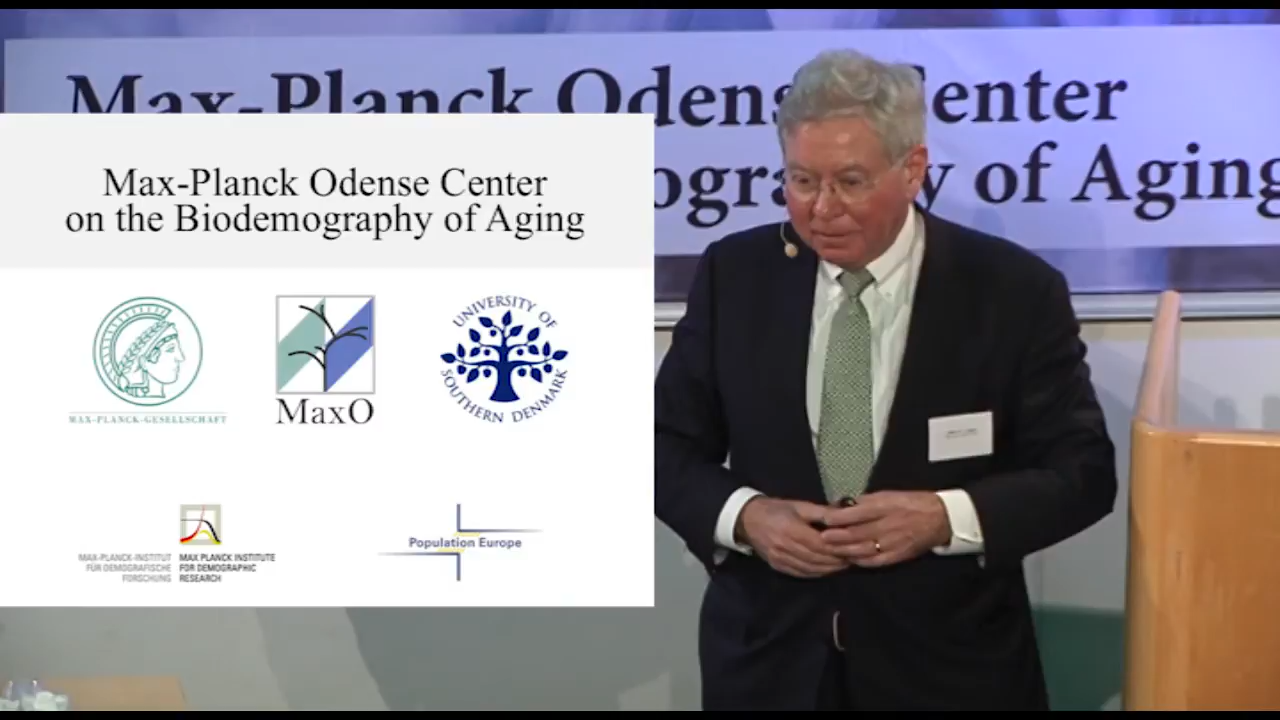 Max-Planck Odens enter
ography of Aging
Max-Planck Odense Center
on the Biodemography of Aging
MAX-PLANCK-GESELLSCHAFT
MaxO
UNIVERSITY OF
SOUTHERN DENMARK
MAX-PLANCK-INSTITUT
FÜR DEMOGRAFISCHE
FORSCHUNG
MAX PLANCK INSTITUTE
FOR DEMOGRAPHIC
RESEARCH
Population Europe